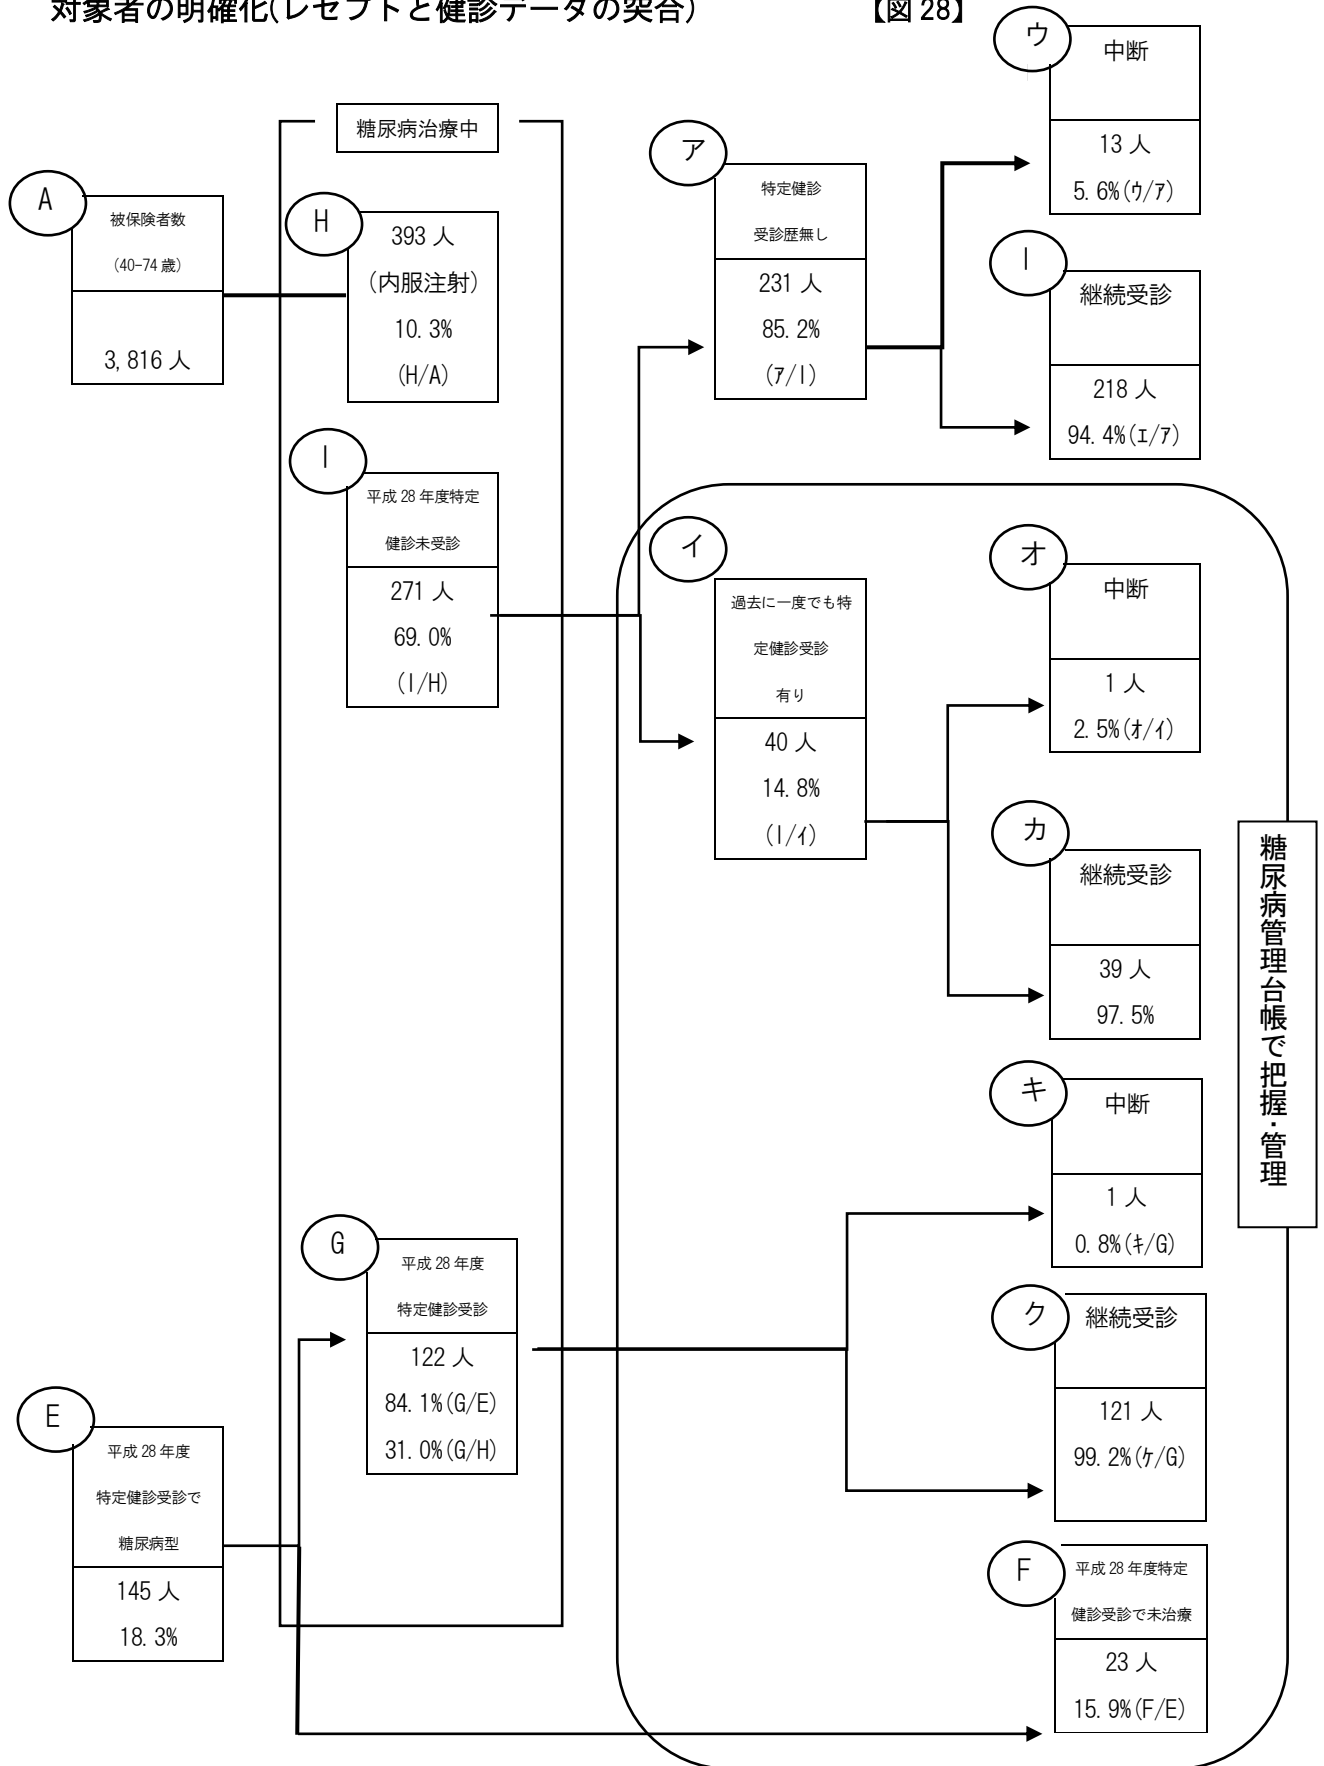 対象者の明確化(レセプトと健診データの突合)
【図 28】
ウ
中断
13 人
5.6%(ｳ/ｱ)
糖尿病治療中
ア
特定健診
受診歴無し
231 人
85.2%
(ｱ/I)
A
被保険者数
(40-74 歳)
3,816 人
H
393 人
(内服注射)
10.3%
(H/A)
I
継続受診
218 人
94.4%(ｴ/ｱ)
I
平成 28 年度特定
健診未受診
271 人
69.0%
(I/H)
イ
過去に一度でも特
定健診受診
有り
40 人
14.8%
(I/ｲ)
オ
中断
1 人
2.5%(ｵ/ｲ)
カ
継続受診
39 人
97.5%
糖尿病管理台帳で把握・管理
キ
中断
1 人
0.8%(ｷ/G)
G
平成 28 年度
特定健診受診
122 人
84.1%(G/E)
31.0%(G/H)
ク
継続受診
121 人
99.2%(ｹ/G)
E
平成 28 年度
特定健診受診で
糖尿病型
145 人
18.3%
F
平成 28 年度特定
健診受診で未治療
23 人
15.9%(F/E)